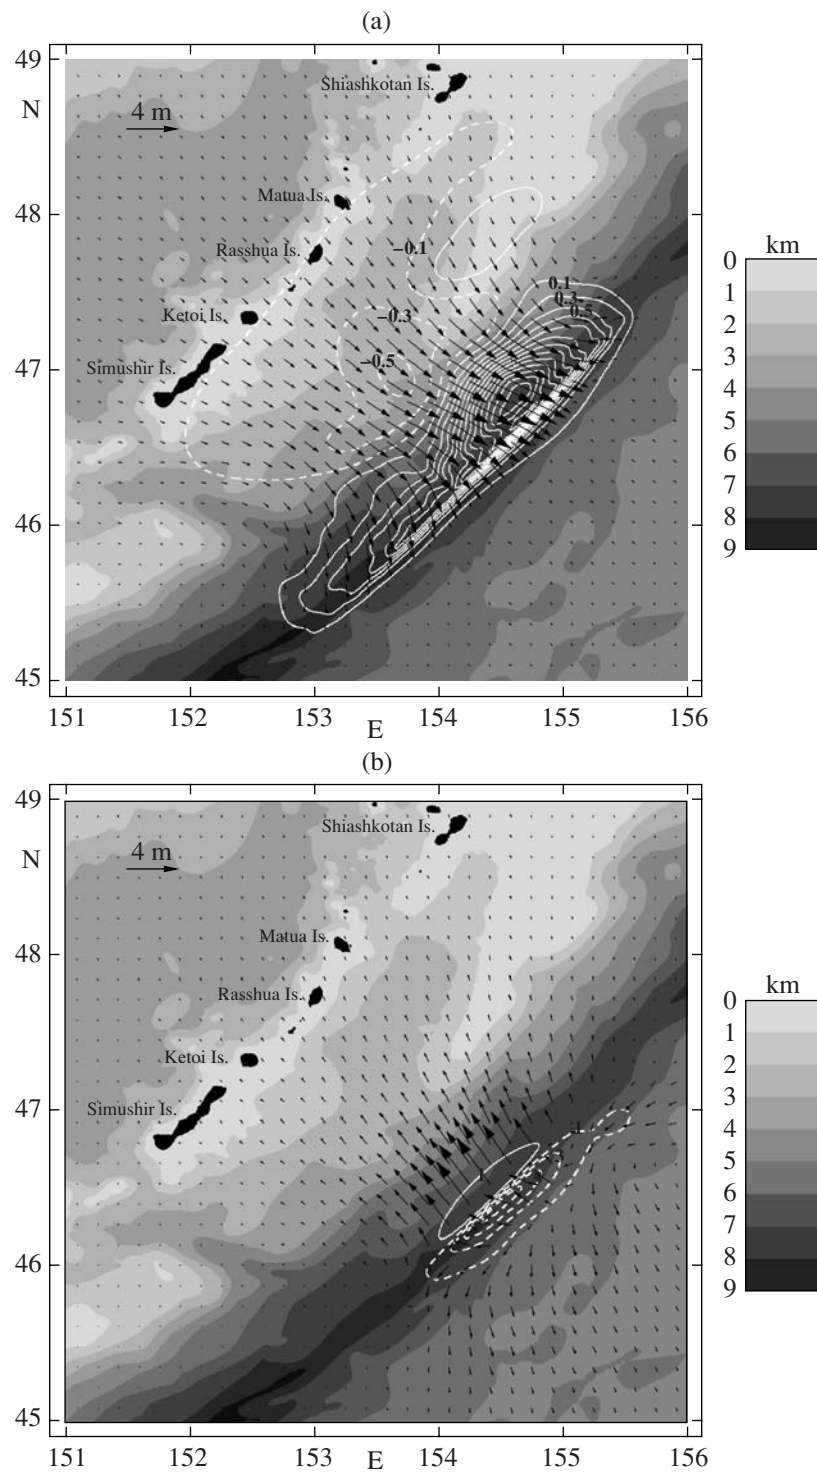 (a)
49
48
47
46
45
N
4 m
Shiashkotan Is.
Matua Is.
Rasshua Is.
Ketoi Is.
Simushir Is.
–0.1
–0.3
–0.5
0.1
0.3
0.5
151 152 153 154 155 156
E
km
0
1
2
3
4
5
6
7
8
9
(b)
49
48
47
46
45
N
4 m
Shiashkotan Is.
Matua Is.
Rasshua Is.
Ketoi Is.
Simushir Is.
1
151 152 153 154 155 156
E
km
0
1
2
3
4
5
6
7
8
9